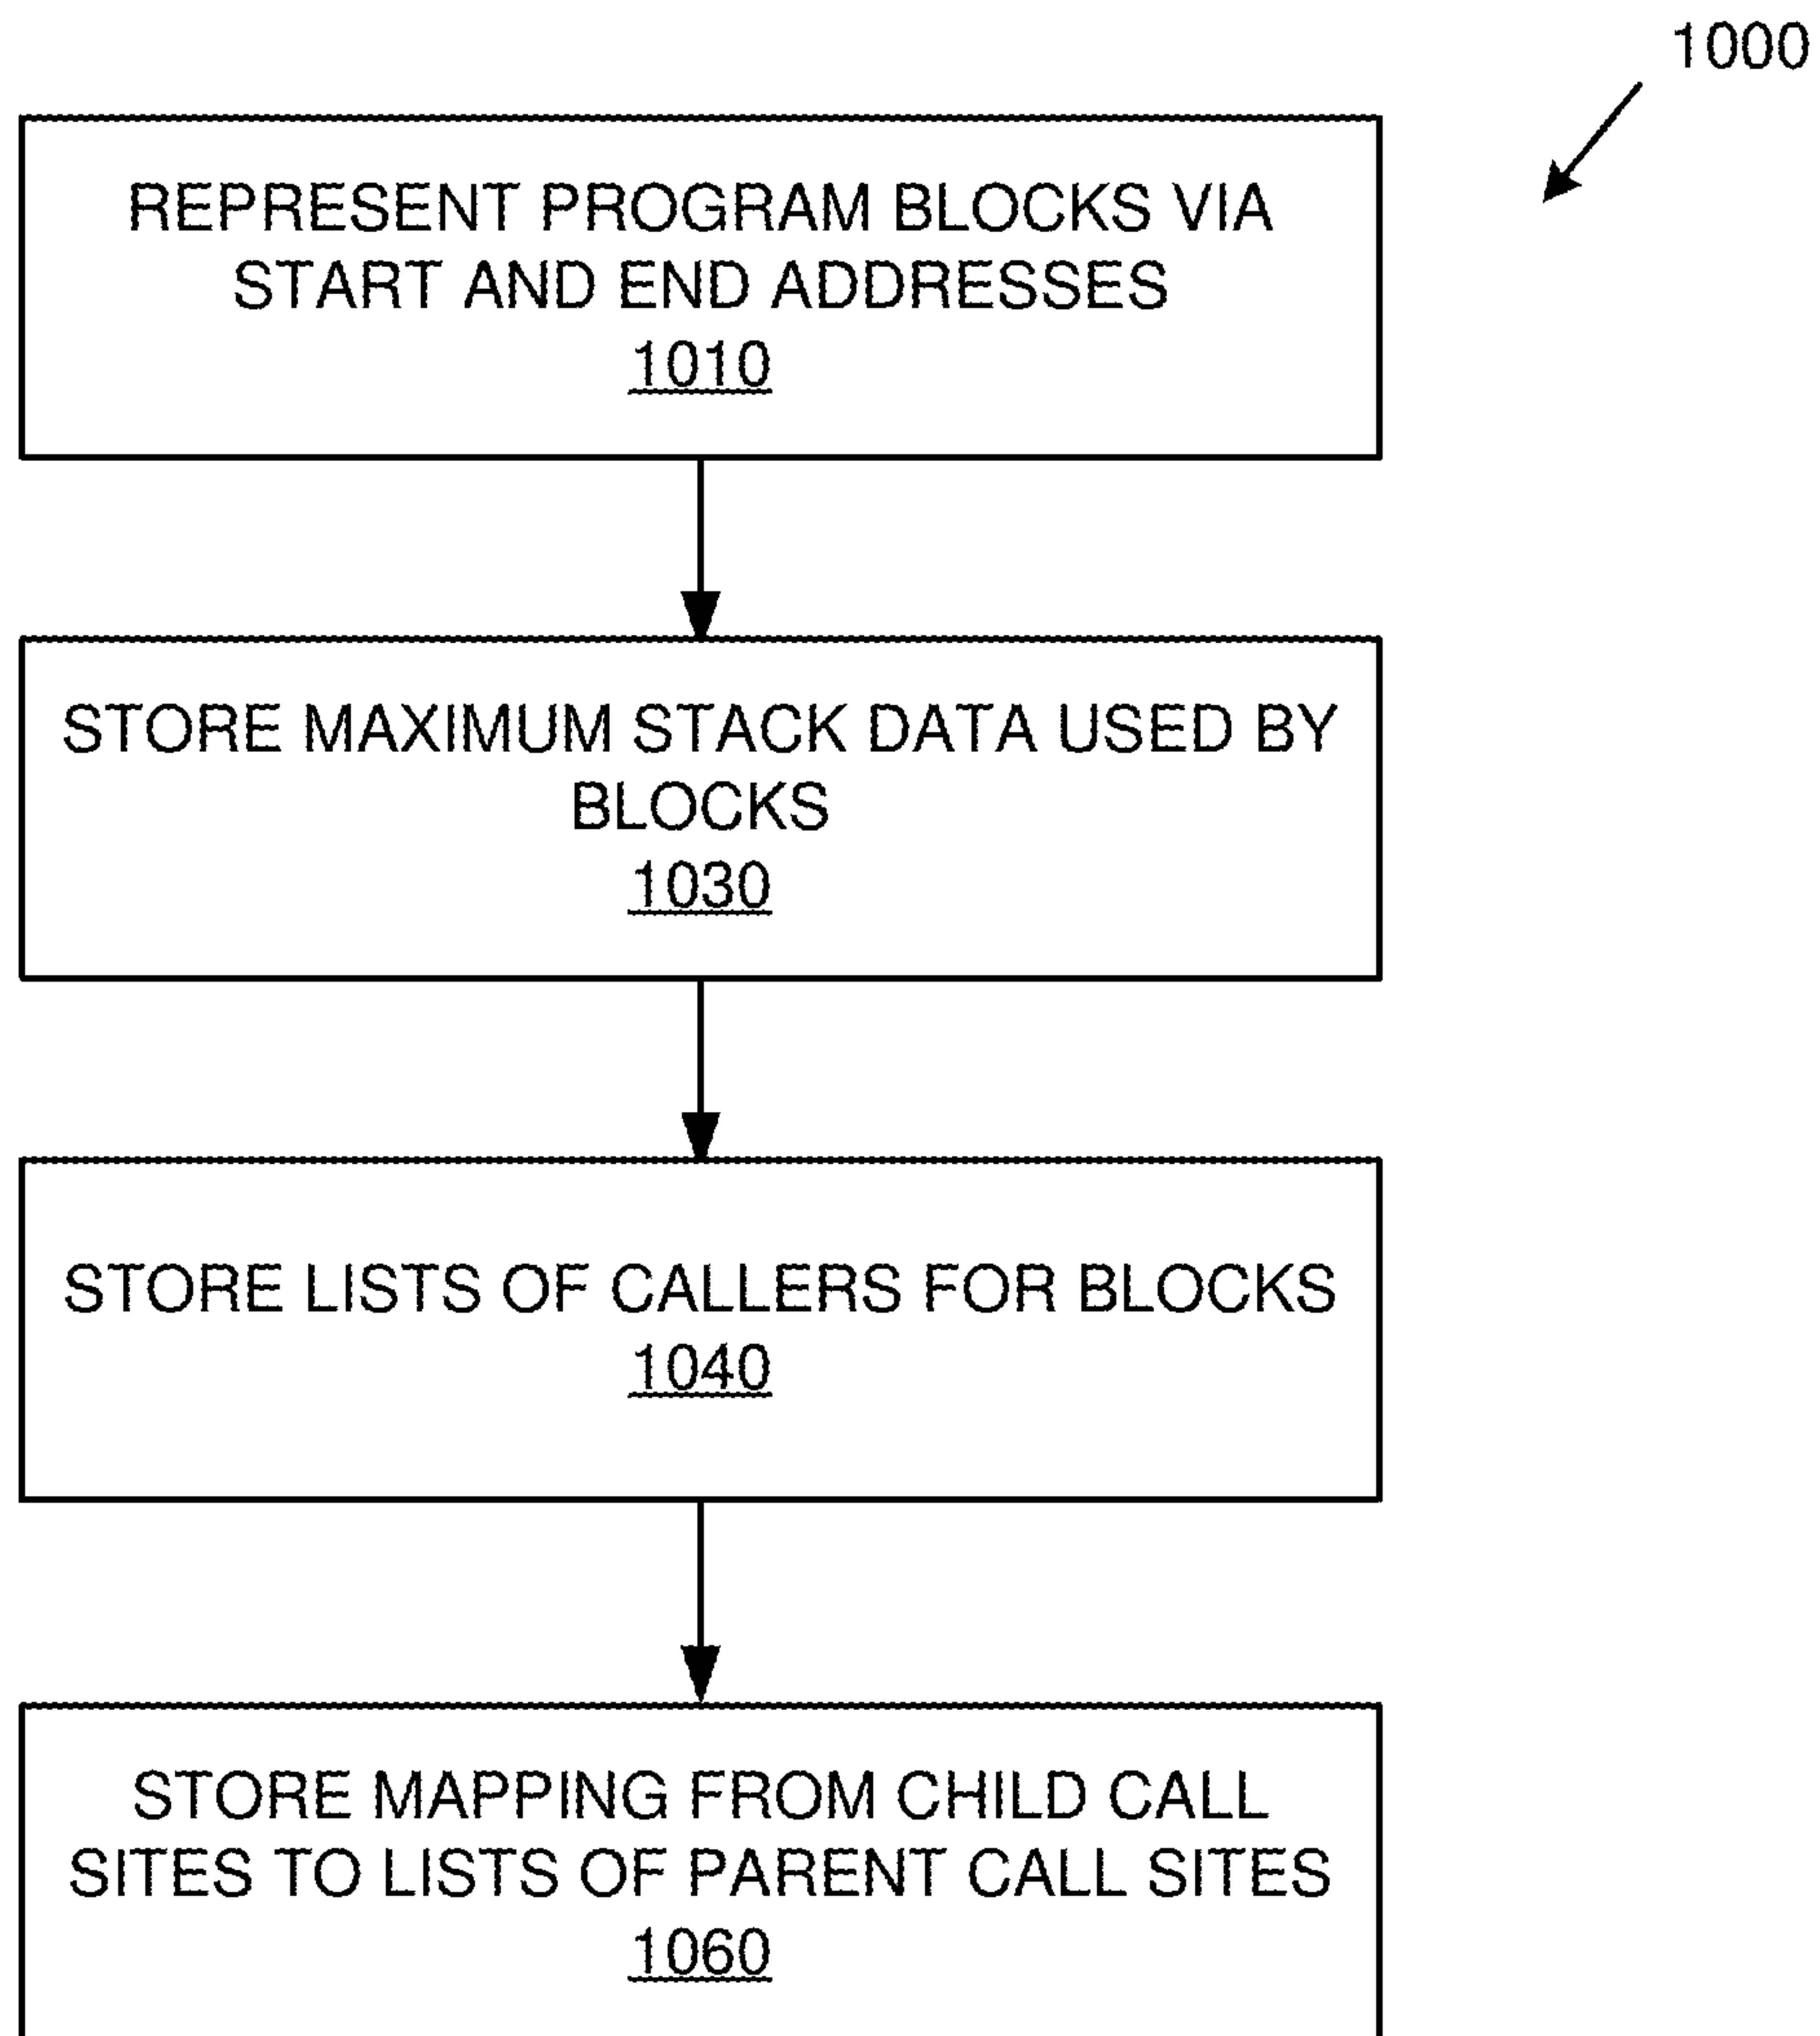 1000
REPRESENT PROGRAM BLOCKS VIA
START AND END ADDRESSES
1010
STORE MAXIMUM STACK DATA USED BY
BLOCKS
1030
STORE LISTS OF CALLERS FOR BLOCKS
1040
STORE MAPPING FROM CHILD CALL
SITES TO LISTS OF PARENT CALL SITES
1060